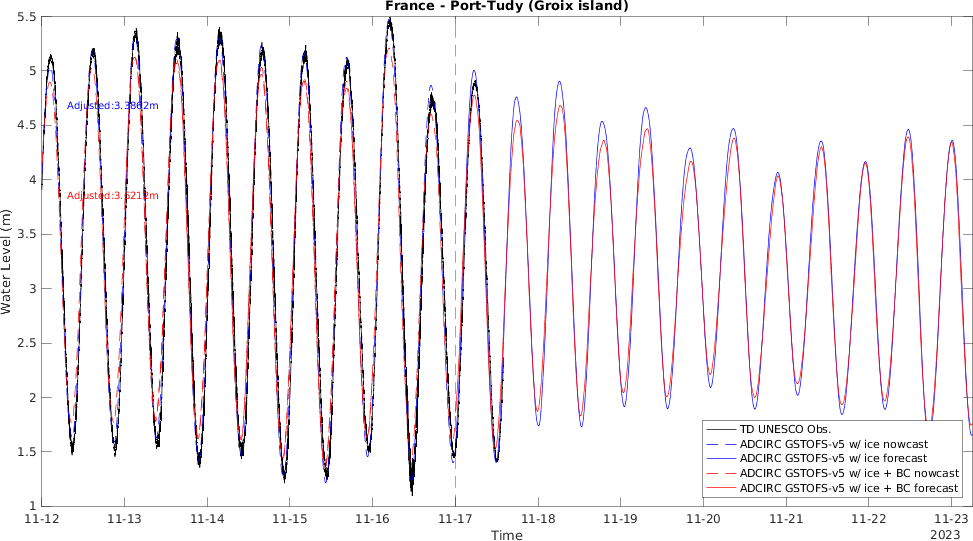 France - Port-Tudy (Groix island)
5.5
5
4.5
4
3.5
3
2.5
2
1.5
1
Water Level (m)
Adjusted:3.3862m
Adjusted:3.6212m
TD UNESCO Obs.
ADCIRC GSTOFS-v5 w/ ice nowcast
ADCIRC GSTOFS-v5 w/ ice forecast
ADCIRC GSTOFS-v5 w/ ice + BC nowcast
ADCIRC GSTOFS-v5 w/ ice + BC forecast
11-12 11-13 11-14 11-15 11-16 11-17 11-18 11-19 11-20 11-21 11-22 11-23
2023
Time